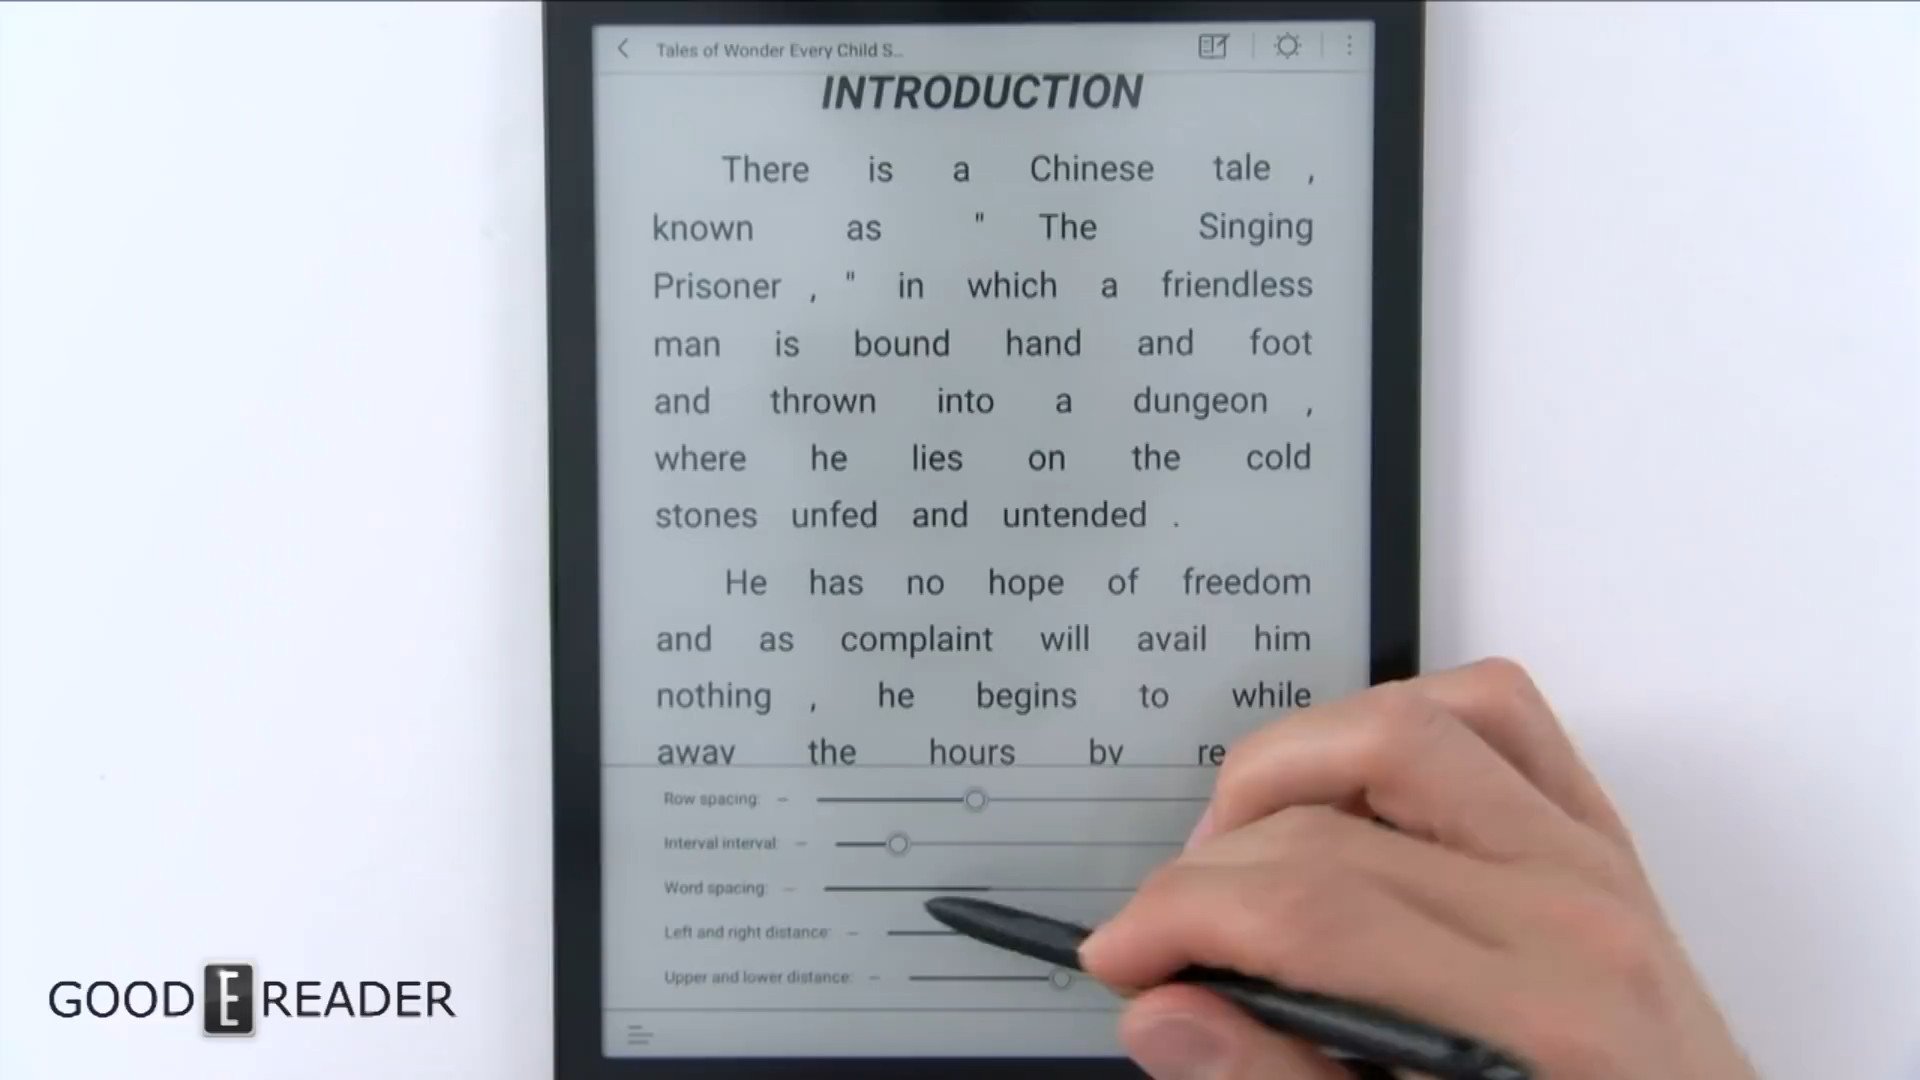 Tales of Wonder Every Child S...
INTRODUCTION
There is a Chinese tale ,
known as " The Singing
Prisoner , " in which a friendless
man is bound hand and foot
and thrown into a dungeon ,
where he lies on the cold
stones unfed and untended .
He has no hope of freedom
and as complaint will avail him
nothing , he begins to while
away the hours by re
Row spacing: −
Interval interval: −
Word spacing: −
Left and right distance: −
Upper and lower distance: −
GOOD E READER